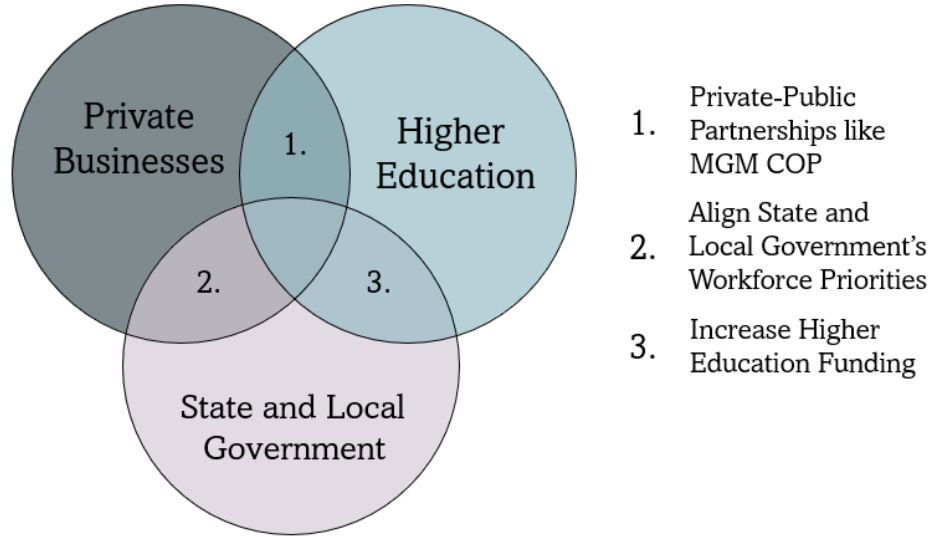 Private
Businesses
1.
Higher
Education
2.
3.
State and Local
Government
1.
Private-Public
Partnerships like
MGM COP
2.
Align State and
Local Government’s
Workforce Priorities
3.
Increase Higher
Education Funding